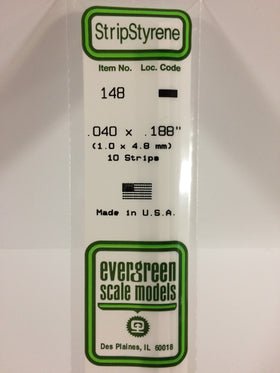 StripStyrene
Item No. Loc. Code
148
.040 x .188"
(1.0 x 4.8 mm)
10 Strips
Made in U.S.A.
evergreen
scale models
Des Plaines, IL 60018